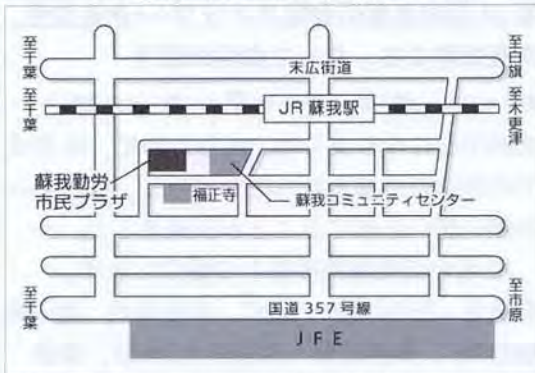 至千葉
末広街道
至白旗
至千葉
JR 蘇我駅
至木更津
蘇我勤労
市民プラザ
福正寺
蘇我コミュニティセンター
至千葉
国道 357 号線
至市原
JFE